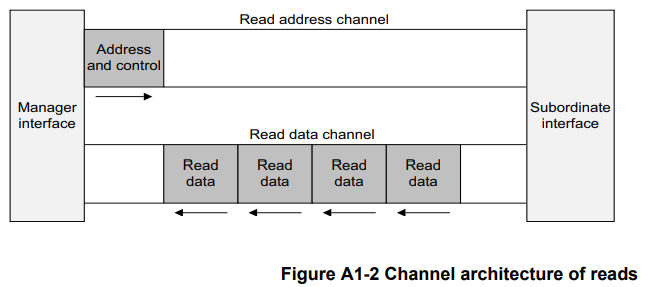 Read address channel
Address
and control
Manager
interface
Subordinate
interface
Read data channel
Read
data
Read
data
Read
data
Read
data
Figure A1-2 Channel architecture of reads